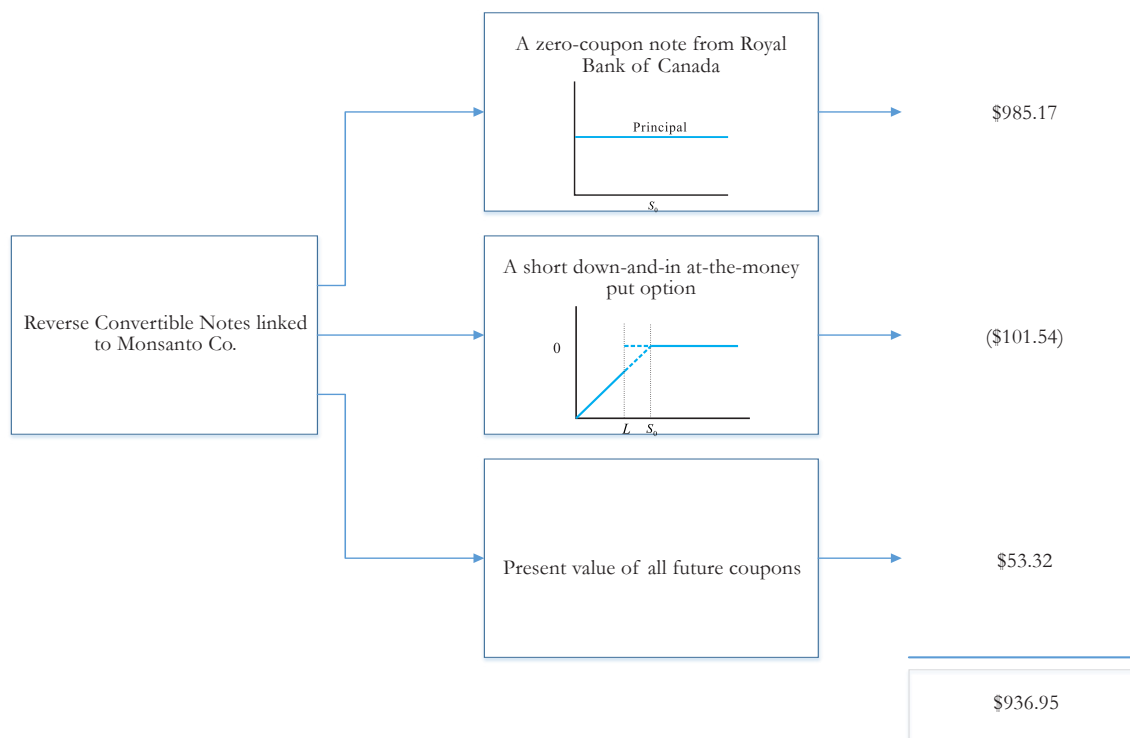 A zero-coupon note from Royal
Bank of Canada
Principal
S₀
$985.17
Reverse Convertible Notes linked
to Monsanto Co.
A short down-and-in at-the-money
put option
0
L S₀
($101.54)
Present value of all future coupons
$53.32
$936.95